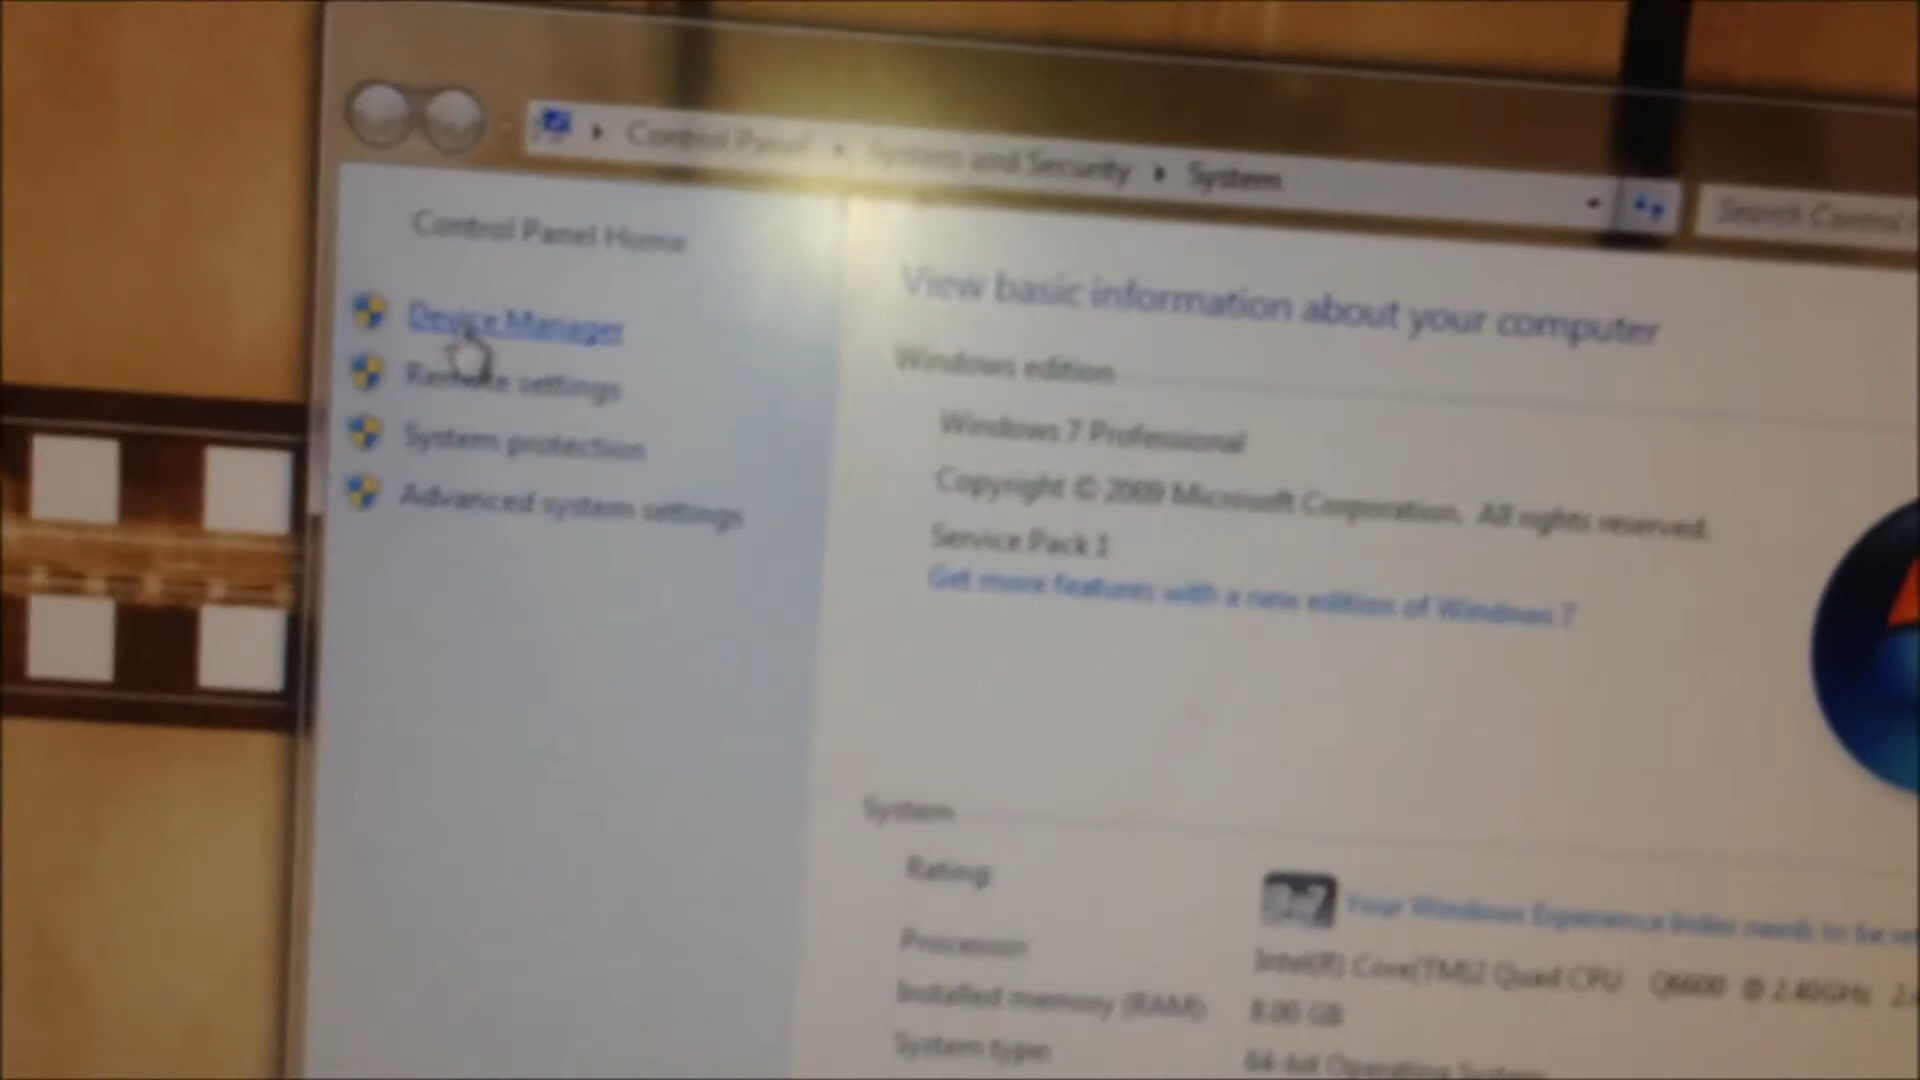 Control Panel System and Security System
Search Control
Control Panel Home
Device Manager
Remote settings
System protection
Advanced system settings
View basic information about your computer
Windows edition
Windows 7 Professional
Copyright © 2009 Microsoft Corporation. All rights reserved.
Service Pack 1
Get more features with a new edition of Windows 7
System
Rating:
Your Windows Experience Index needs to be
Processor:
Intel(R) Core(TM)2 Quad CPU Q6600 @ 2.40GHz
Installed memory (RAM):
8.00 GB
System type:
64-bit Operating System